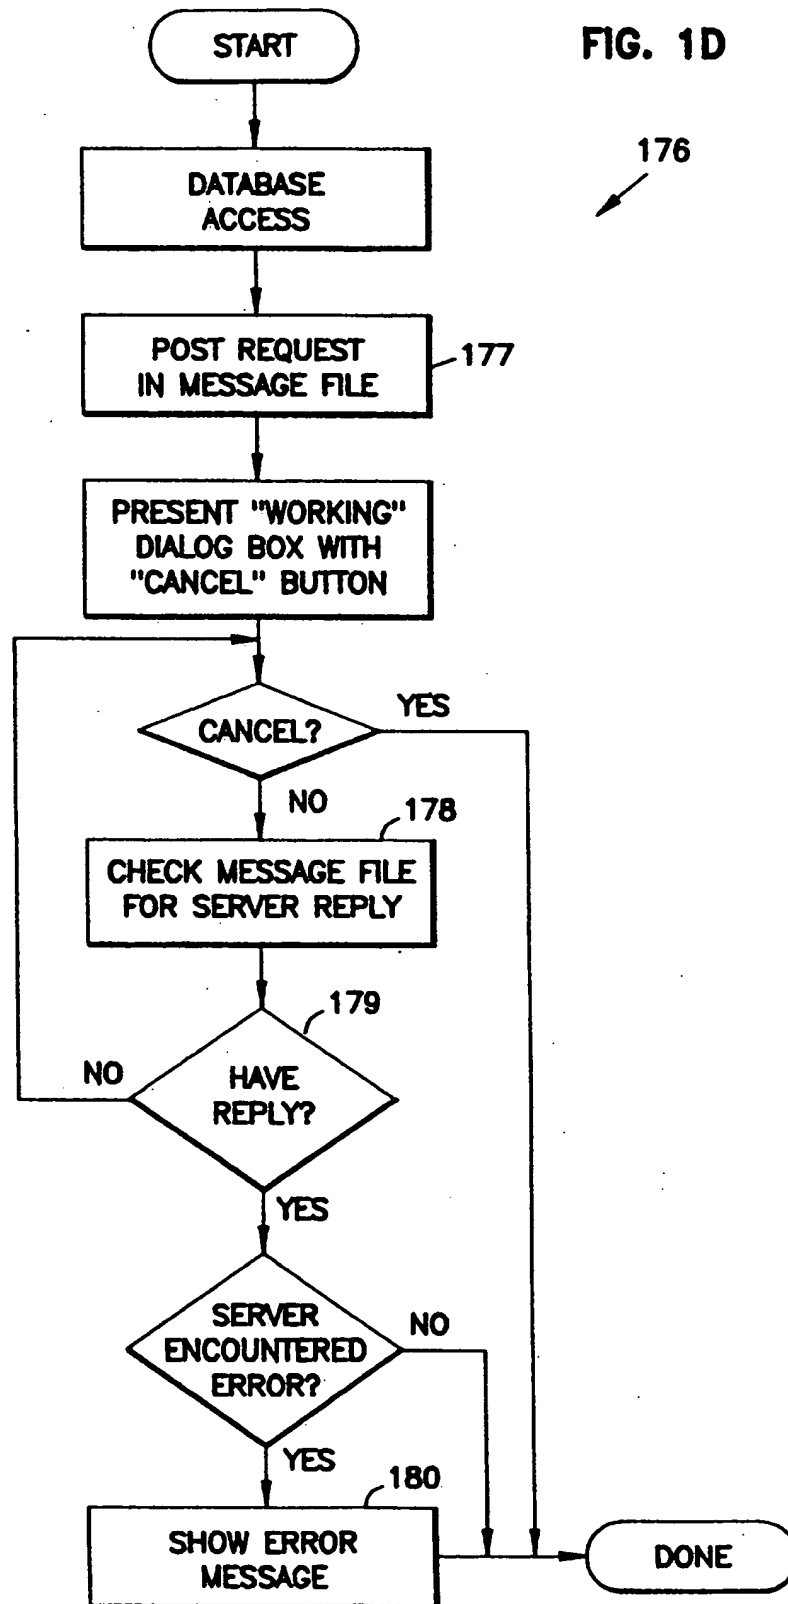 START
FIG. 1D
176
DATABASE
ACCESS
POST REQUEST
IN MESSAGE FILE
177
PRESENT "WORKING"
DIALOG BOX WITH
"CANCEL" BUTTON
CANCEL?
YES
NO
178
CHECK MESSAGE FILE
FOR SERVER REPLY
179
HAVE
REPLY?
NO
YES
SERVER
ENCOUNTERED
ERROR?
NO
YES
180
SHOW ERROR
MESSAGE
DONE